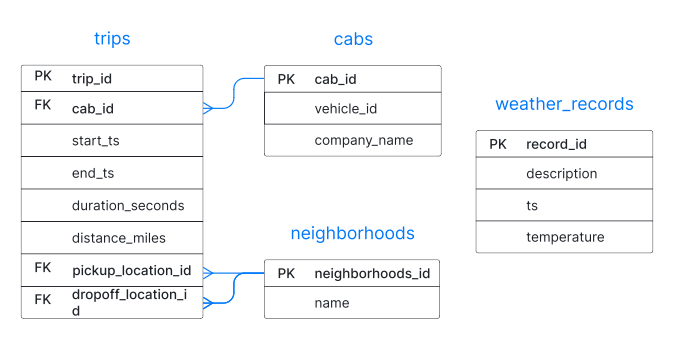 trips
PK trip_id
FK cab_id
start_ts
end_ts
duration_seconds
distance_miles
FK pickup_location_id
FK dropoff_location_i
d
cabs
PK cab_id
vehicle_id
company_name
neighborhoods
PK neighborhoods_id
name
weather_records
PK record_id
description
ts
temperature